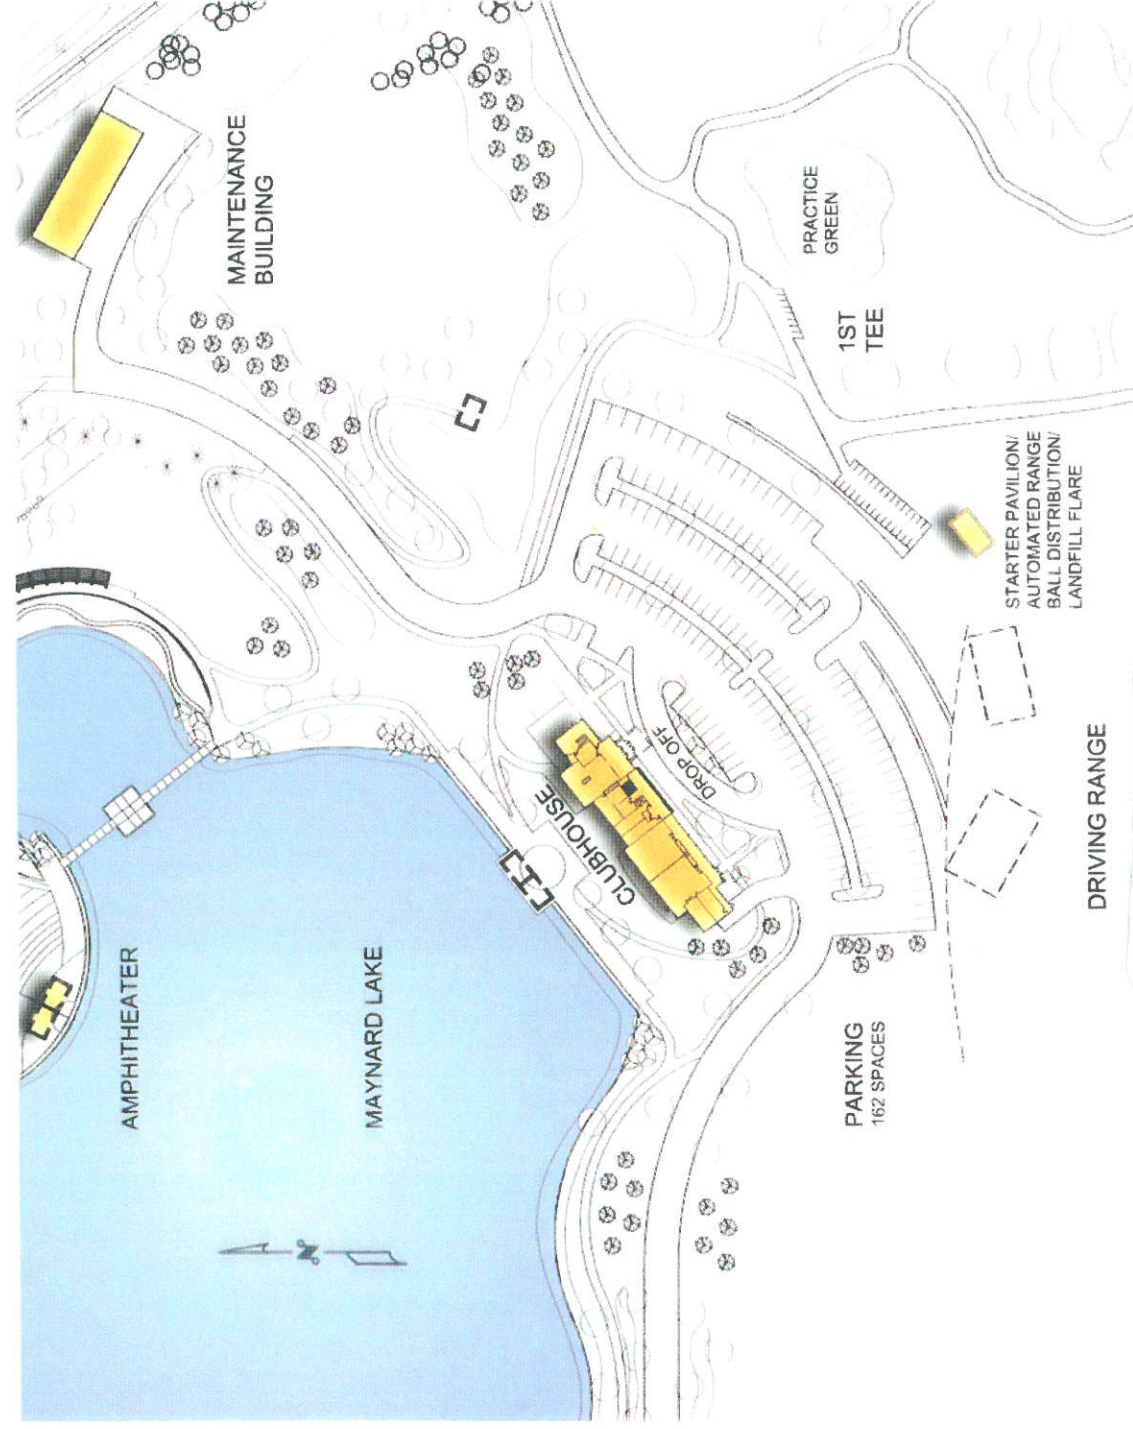 MAINTENANCE
BUILDING
PRACTICE
GREEN
1ST
TEE
STARTER PAVILION/
AUTOMATED RANGE
BALL DISTRIBUTION/
LANDFILL FLARE
AMPHITHEATER
MAYNARD LAKE
CLUBHOUSE
DROP OFF
PARKING
162 SPACES
DRIVING RANGE
N